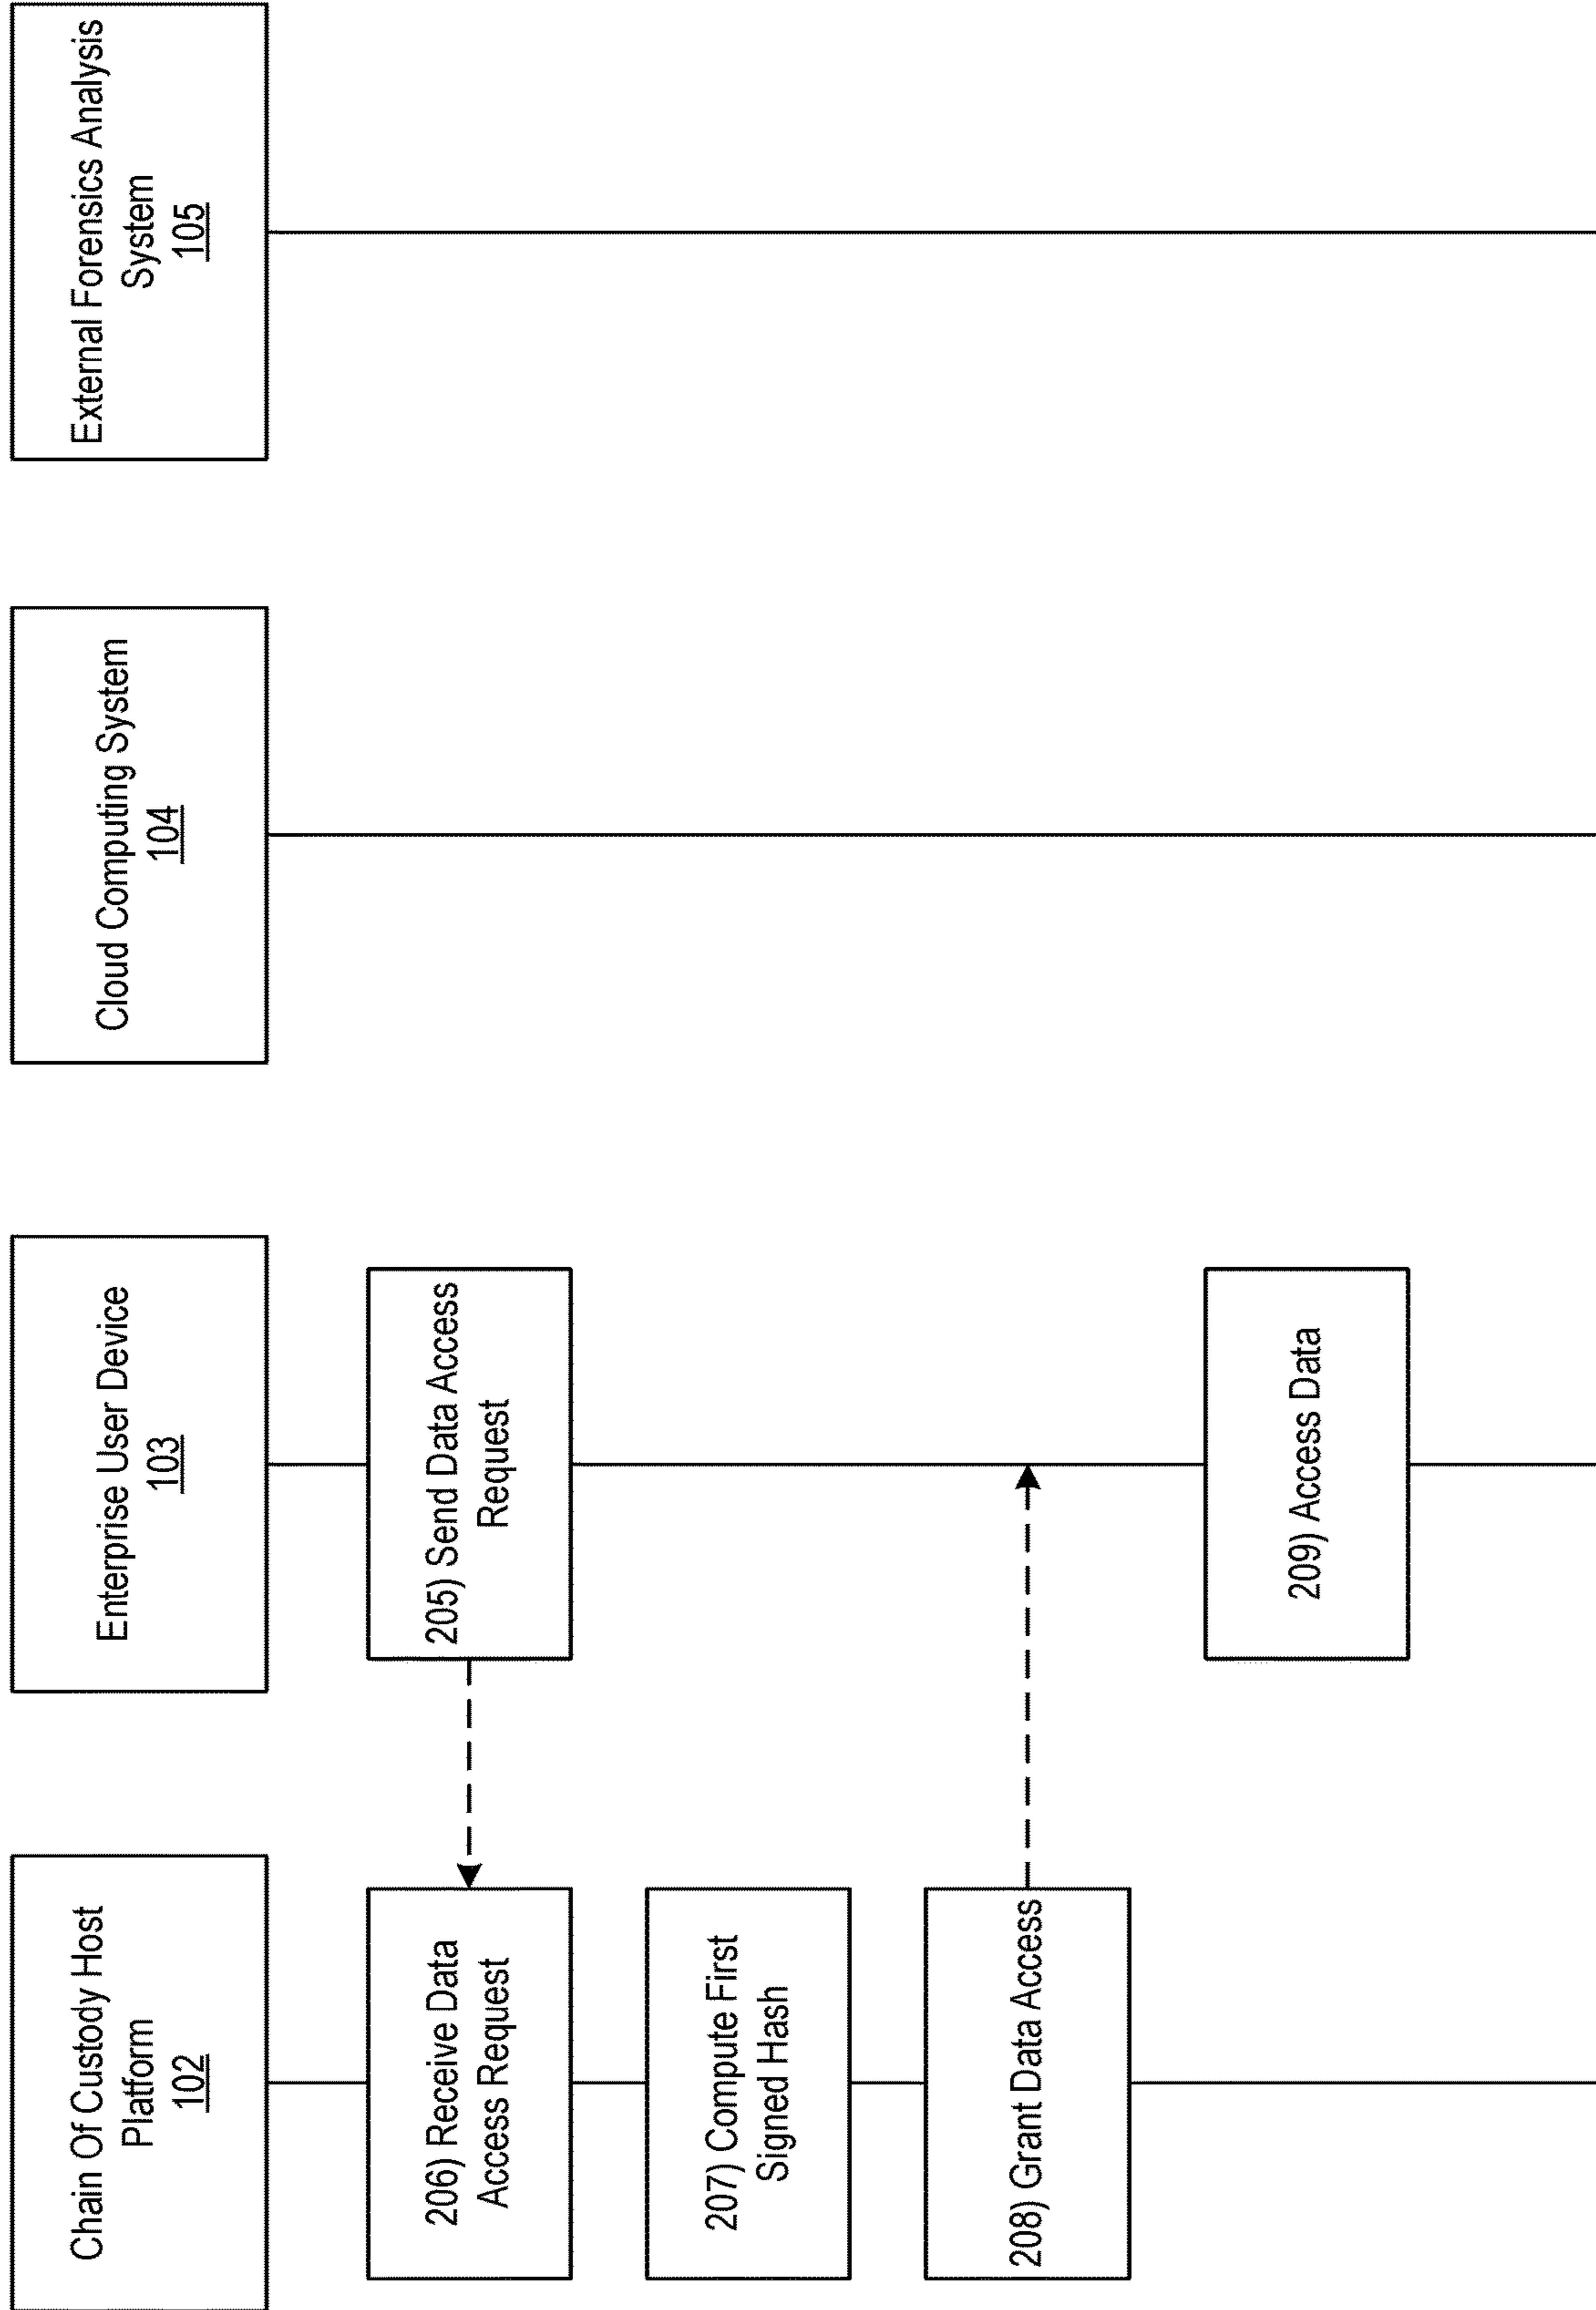 Chain Of Custody Host
Platform
102
Enterprise User Device
103
Cloud Computing System
104
External Forensics Analysis
System
105
205) Send Data Access
Request
206) Receive Data
Access Request
207) Compute First
Signed Hash
208) Grant Data Access
209) Access Data